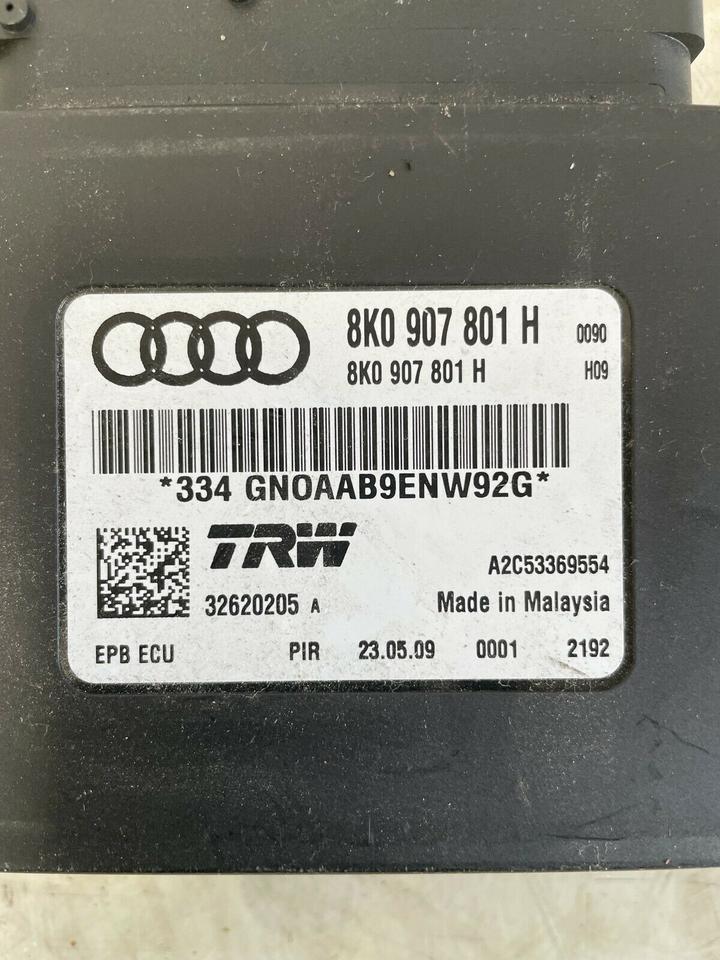 8K0 907 801 H 0090
8K0 907 801 H H09
*334 GN0AAB9ENW92G*
TRW
A2C53369554
32620205 A Made in Malaysia
EPB ECU PIR 23.05.09 0001 2192